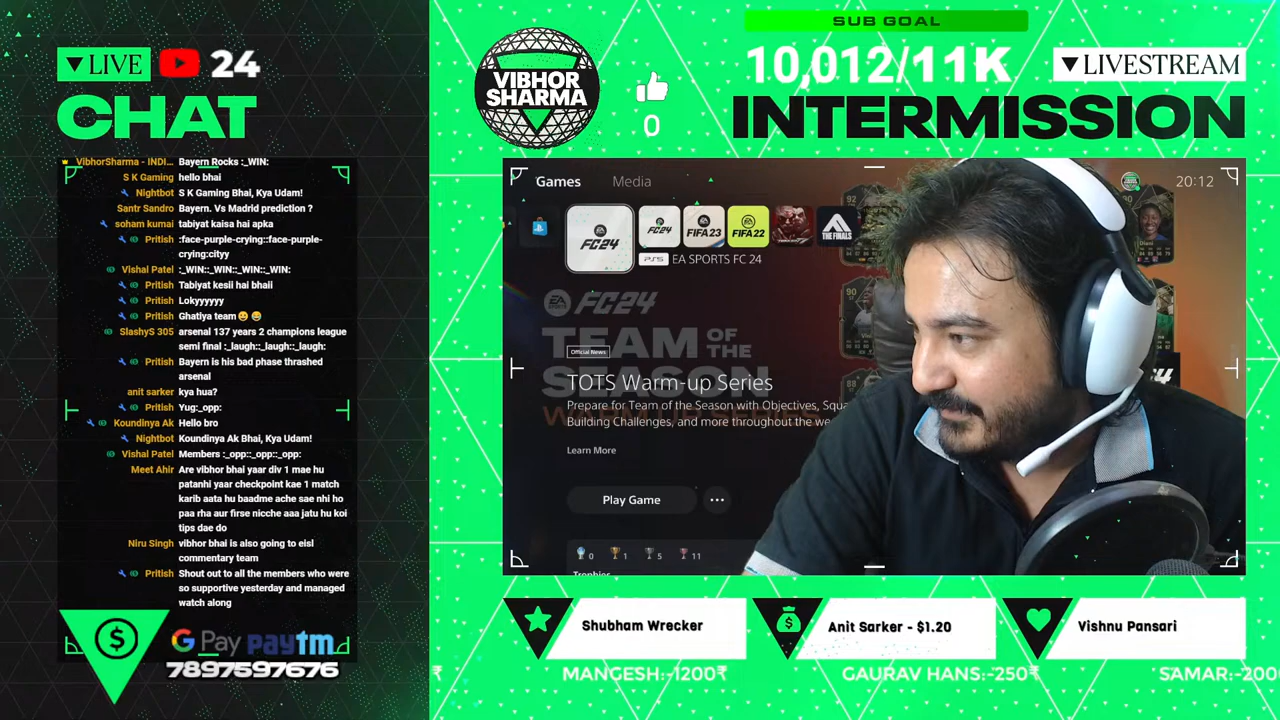 LIVE 24
CHAT
VibhorSharma - INDI... Bayern Rocks :_WIN:
S K Gaming hello bhai
Nightbot S K Gaming Bhai, Kya Udam!
Santr Sandro Bayern. Vs Madrid prediction ?
soham kumai tabiyat kaisa hai apka
Pritish :face-purple-crying::face-purple-
crying:cityy
Vishal Patel :_WIN::_WIN::_WIN::_WIN:
Pritish Tabiyat kesii hai bhaii
Pritish Lokyyyyyy
Pritish Ghatiya team😀😂
SlashyS 305 arsenal 137 years 2 champions league
semi final :_laugh::_laugh::_laugh:
Pritish Bayern is his bad phase thrashed
arsenal
anit sarker kya hua?
Pritish Yug:_opp:
Koundinya Ak Hello bro
Nightbot Koundinya Ak Bhai, Kya Udam!
Vishal Patel Members :_opp::_opp::_opp:
Meet Ahir Are vibhor bhai yaar div 1 mae hu
patanhi yaar checkpoint kae 1 match
karib aata hu baadme ache sae nhi ho
paa rha aur firse nicche aaa jatu hu koi
tips dae do
Niru Singh vibhor bhai is also going to eisl
commentary team
Pritish Shout out to all the members who were
so supportive yesterday and managed
watch along
$
G Pay paytm
7897597676
VIBHOR
SHARMA
0
SUB GOAL
10,012/11K
LIVESTREAM
INTERMISSION
Games Media 20:12
FC24
FC24
FIFA23
FIFA22
THE FINALS
PS5 EA SPORTS FC 24
FC24
TEAM OF THE
SEASON
Official News
TOTS Warm-up Series
Prepare for Team of the Season with Objectives, Squa
Building Challenges, and more throughout the we
Learn More
Play Game ...
0 1 5 11
Trophies
92
90
88
Diani
Shubham Wrecker
Anit Sarker - $1.20
Vishnu Pansari
₹ MANGESH:-1200₹ GAURAV HANS:-250₹ SAMAR:-200